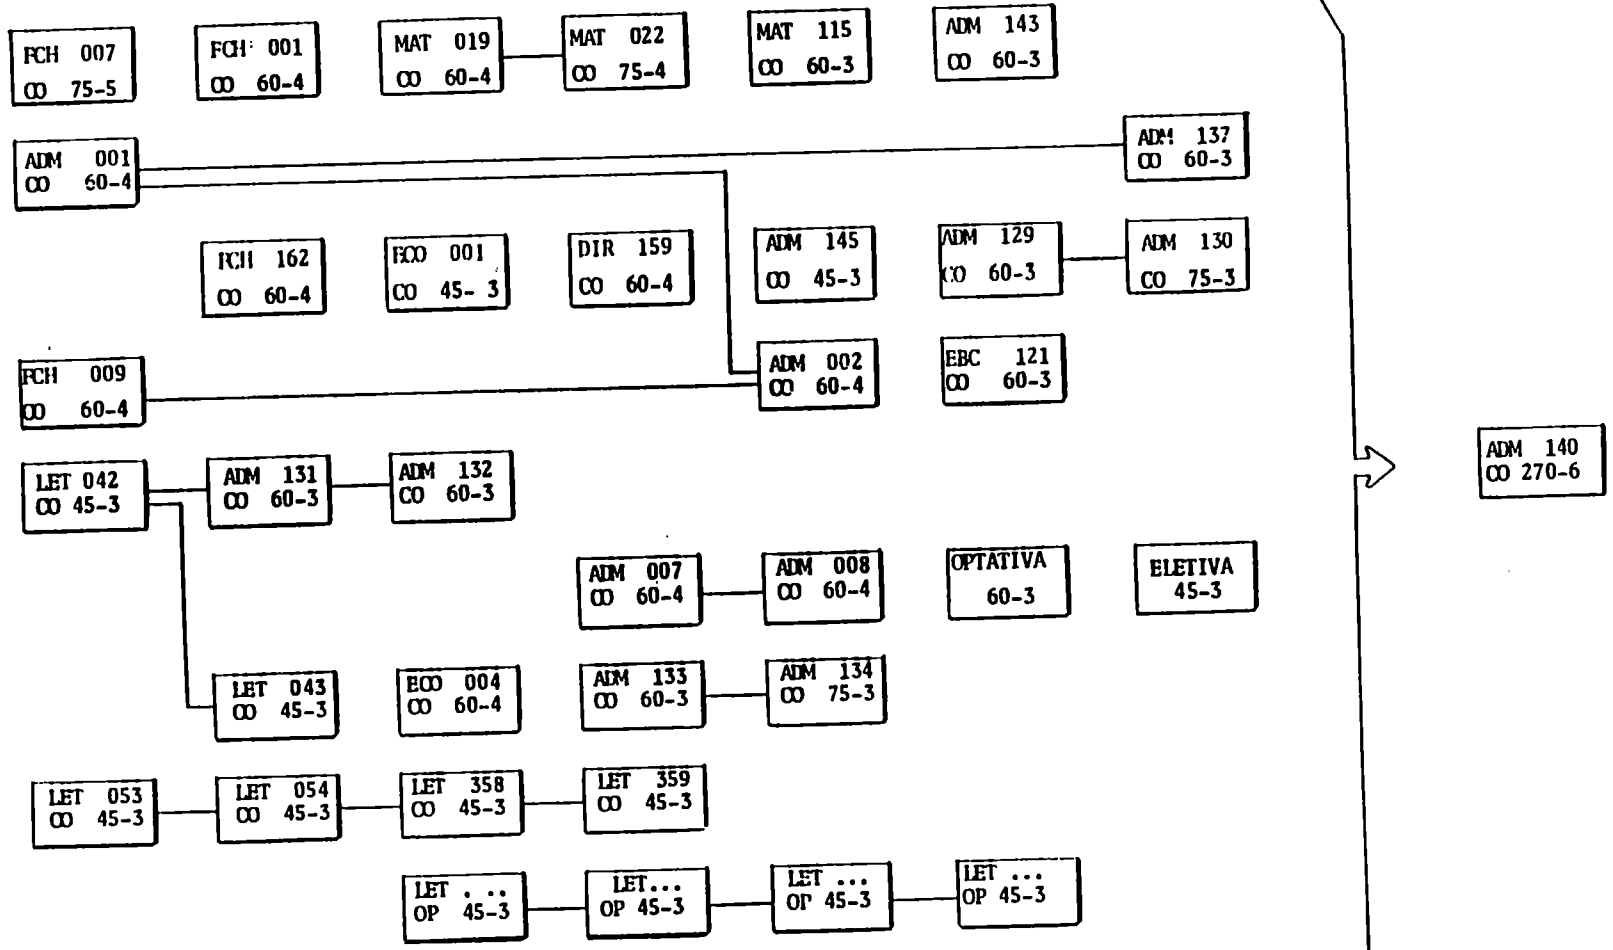 FCH 007
CO 75-5
FCH 001
CO 60-4
MAT 019
CO 60-4
MAT 022
CO 75-4
MAT 115
CO 60-3
ADM 143
CO 60-3
ADM 001
CO 60-4
ADM 137
CO 60-3
FCH 162
CO 60-4
ECO 001
CO 45- 3
DIR 159
CO 60-4
ADM 145
CO 45-3
ADM 129
CO 60-3
ADM 130
CO 75-3
FCH 009
CO 60-4
ADM 002
CO 60-4
EBC 121
CO 60-3
LET 042
CO 45-3
ADM 131
CO 60-3
ADM 132
CO 60-3
ADM 140
CO 270-6
ADM 007
CO 60-4
ADM 008
CO 60-4
OPTATIVA
60-3
ELETIVA
45-3
LET 043
CO 45-3
ECO 004
CO 60-4
ADM 133
CO 60-3
ADM 134
CO 75-3
LET 053
CO 45-3
LET 054
CO 45-3
LET 358
CO 45-3
LET 359
CO 45-3
LET . ..
OP 45-3
LET...
OP 45-3
LET ...
OP 45-3
LET ...
OP 45-3